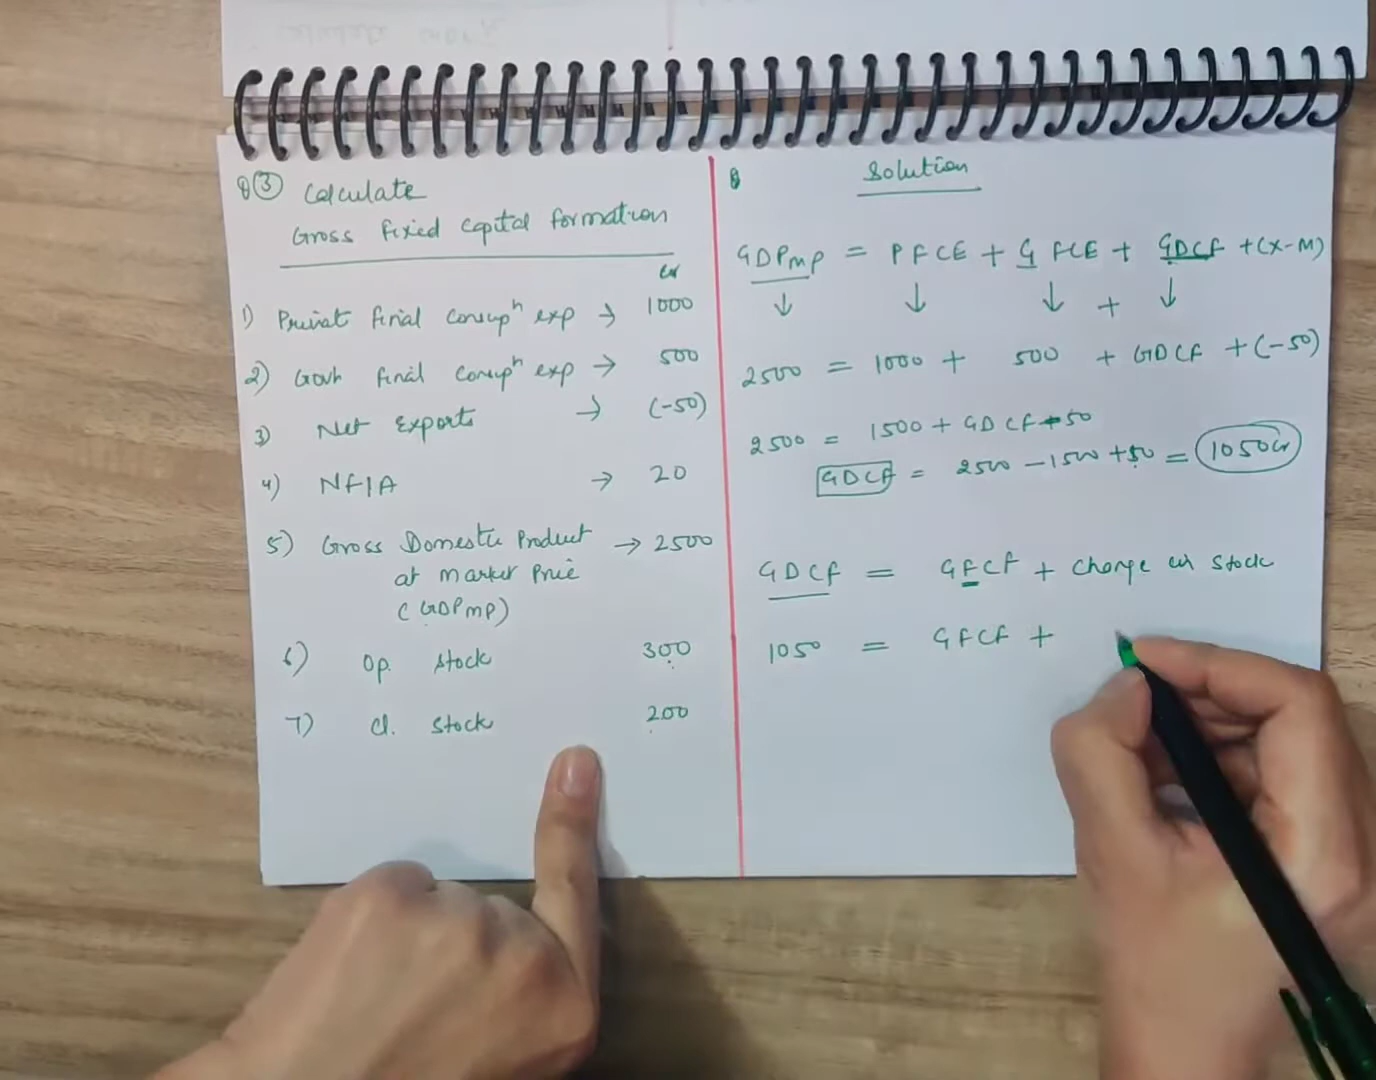 Q ③ Calculate
Gross fixed capital formation
cr
1) Privat final consupⁿ exp → 1000
2) Govt final consupⁿ exp → 500
3) Net Exports → (-50)
4) NFIA → 20
5) Gross Domestic Product → 2500
at market Price
(GDPMP)
6) Op. stock 300
7) Cl. stock 200
Solution
GDPMP = PFCE + GFCE + GDCF + (X-M)
↓ ↓ ↓ + ↓
2500 = 1000 + 500 + GDCF + (-50)
2500 = 1500 + GDCF - 50
GDCF = 2500 - 1500 + 50 = 1050cr
GDCF = GFCF + Change in stock
1050 = GFCF +